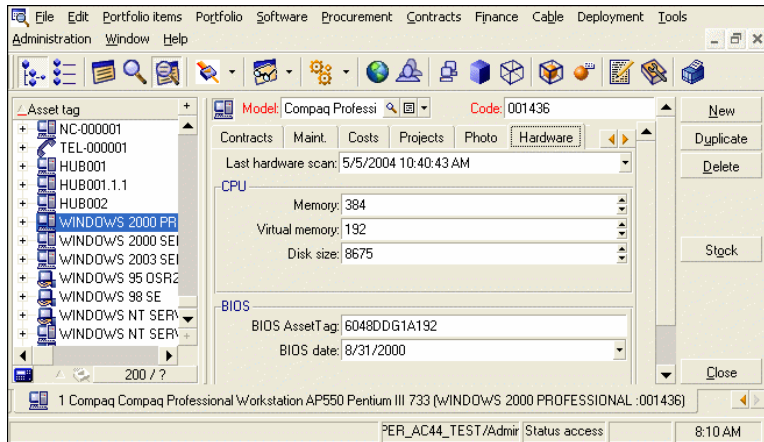 File Edit Portfolio items Portfolio Software Procurement Contracts Finance Cable Deployment Tools
Administration Window Help
Asset tag
NC-000001
TEL-000001
HUB001
HUB001.1.1
HUB002
WINDOWS 2000 PR
WINDOWS 2000 SE
WINDOWS 2003 SE
WINDOWS 95 OSR2
WINDOWS 98 SE
WINDOWS NT SERV
WINDOWS NT SERV
200 / ?
Model: Compaq Professi Code: 001436
Contracts Maint. Costs Projects Photo Hardware
Last hardware scan: 5/5/2004 10:40:43 AM
CPU
Memory: 384
Virtual memory: 192
Disk size: 8675
BIOS
BIOS AssetTag: 6048DDG1A192
BIOS date: 8/31/2000
New
Duplicate
Delete
Stock
Close
1 Compaq Compaq Professional Workstation AP550 Pentium III 733 (WINDOWS 2000 PROFESSIONAL :001436)
PER_AC44_TEST/Admir Status access 8:10 AM